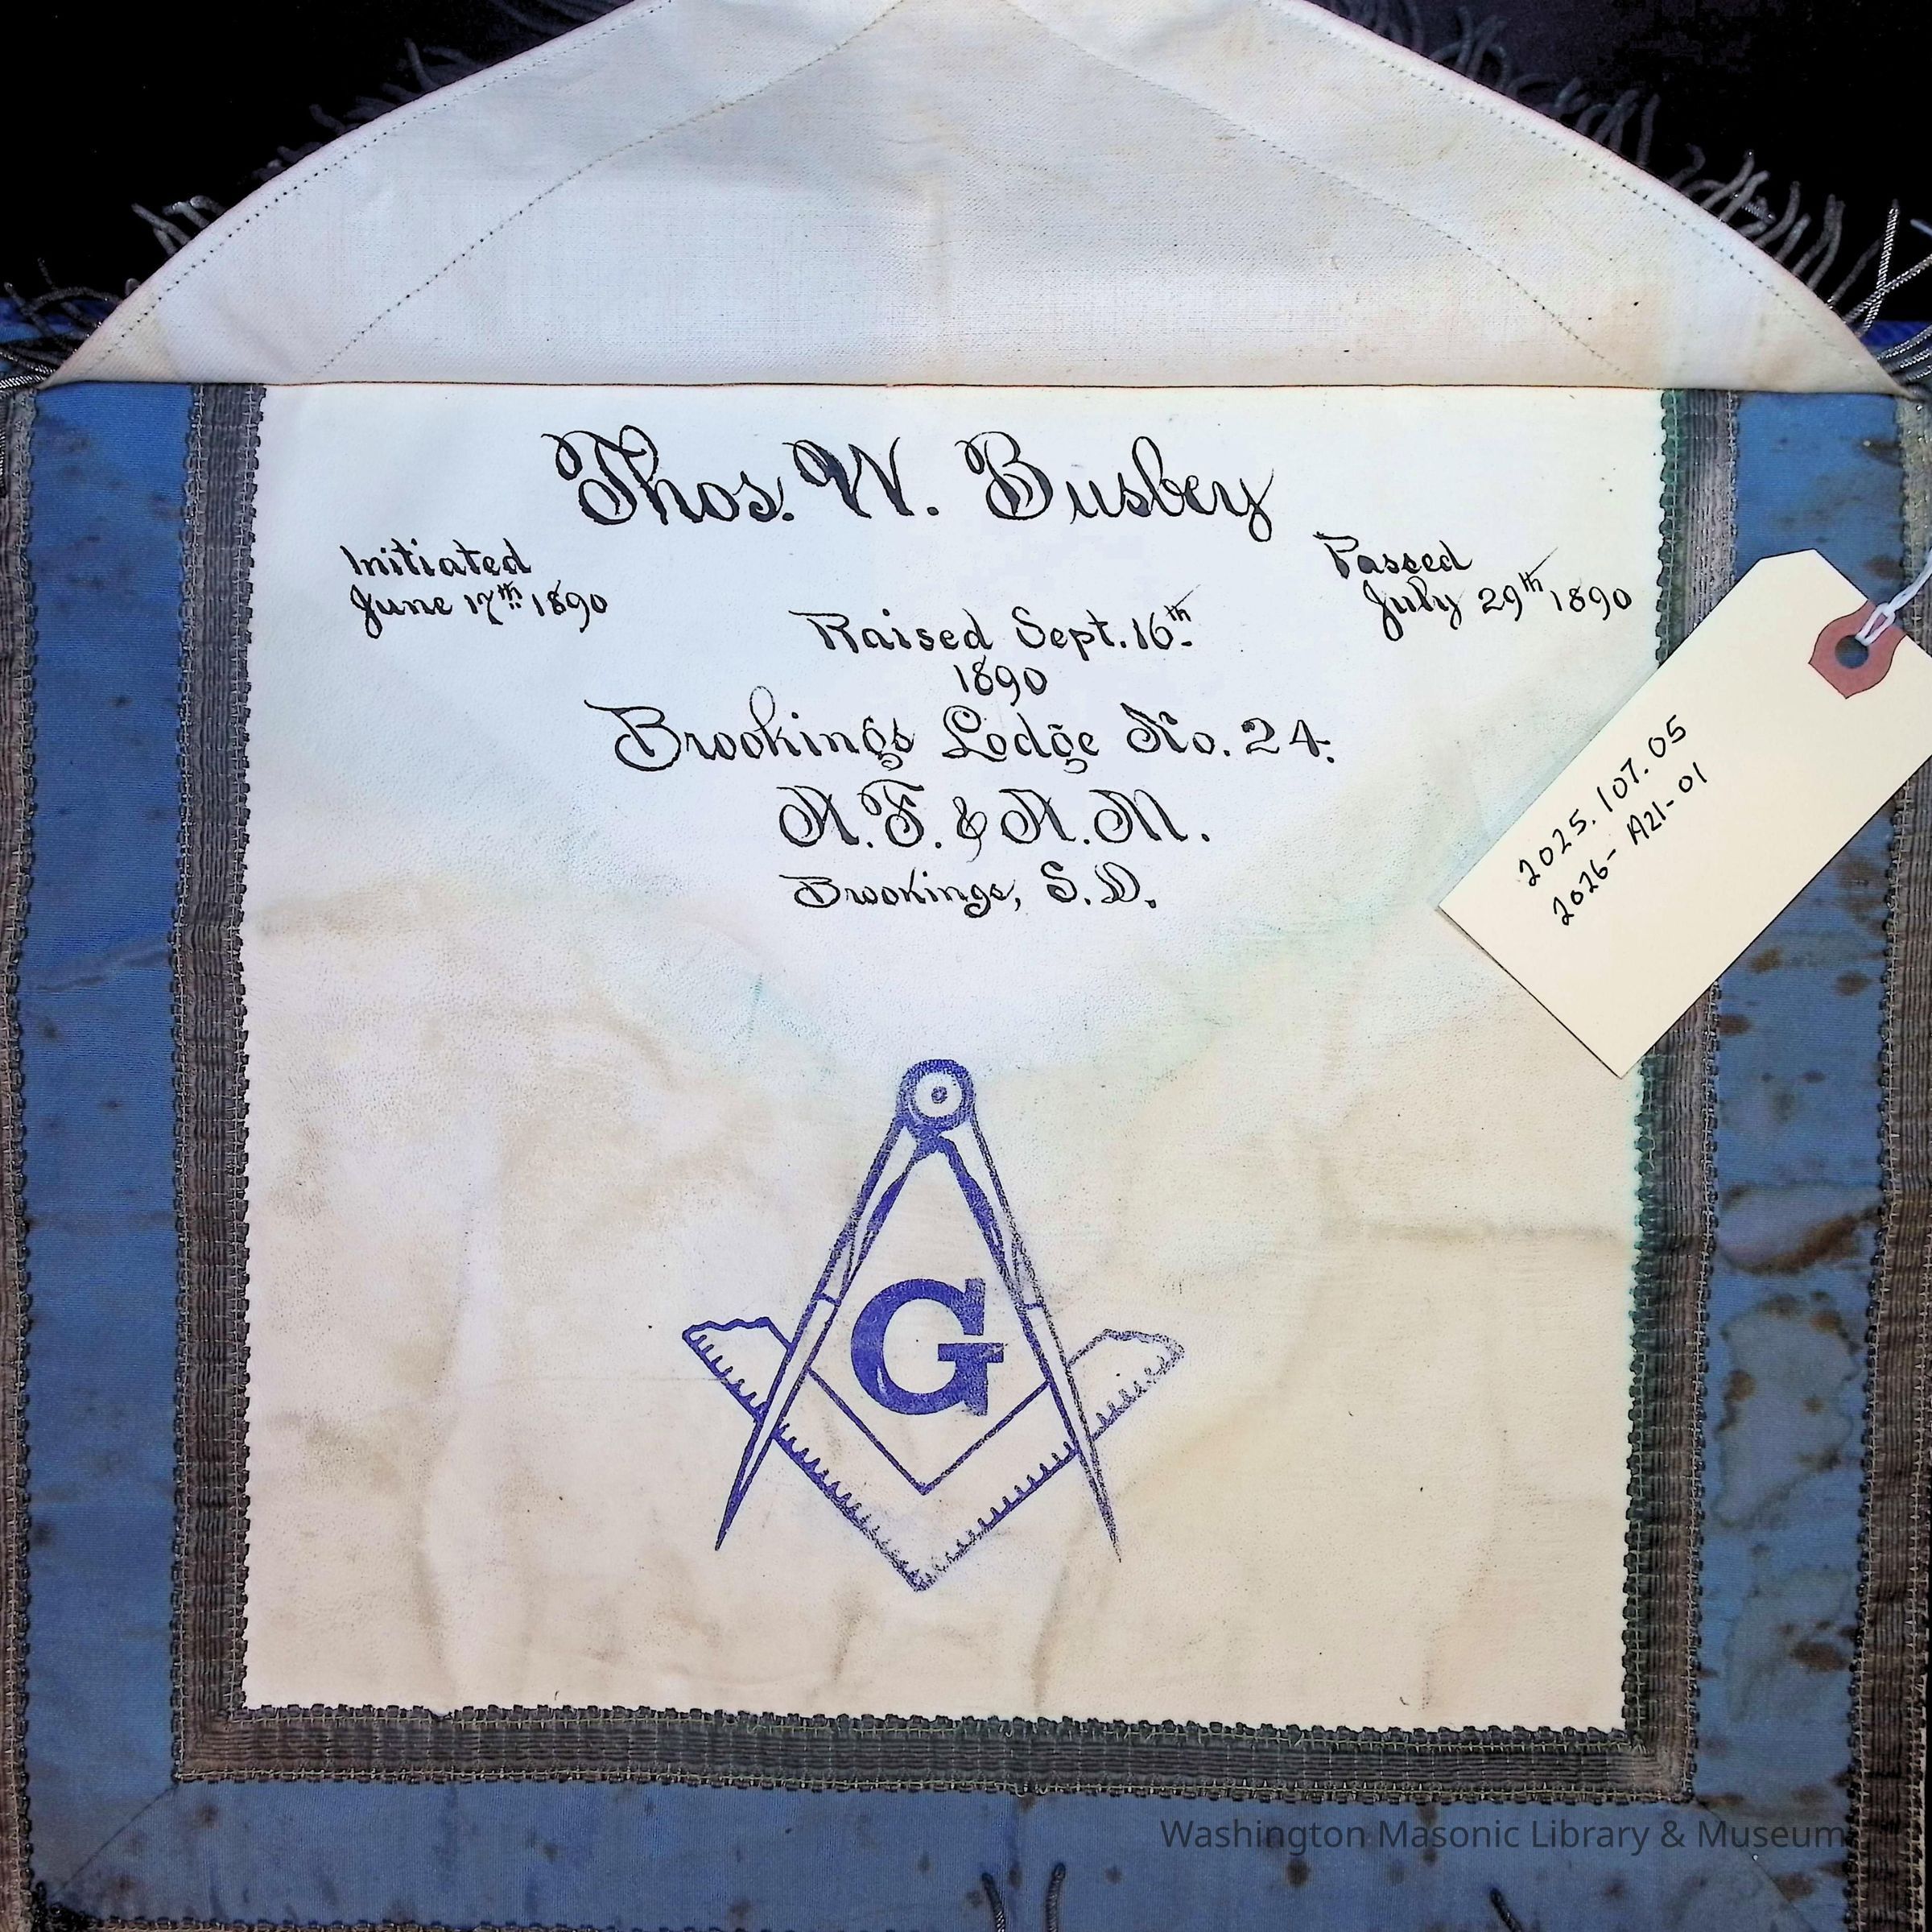 Thos. W. Busbey
Initiated
June 17th 1890
Passed
July 29th 1890
Raised Sept. 16th
1890
Brookings Lodge No. 24.
A.F. & A.M.
Brookings, S.D.
2025.107.05
2026-A21-01
G
Washington Masonic Library & Museum